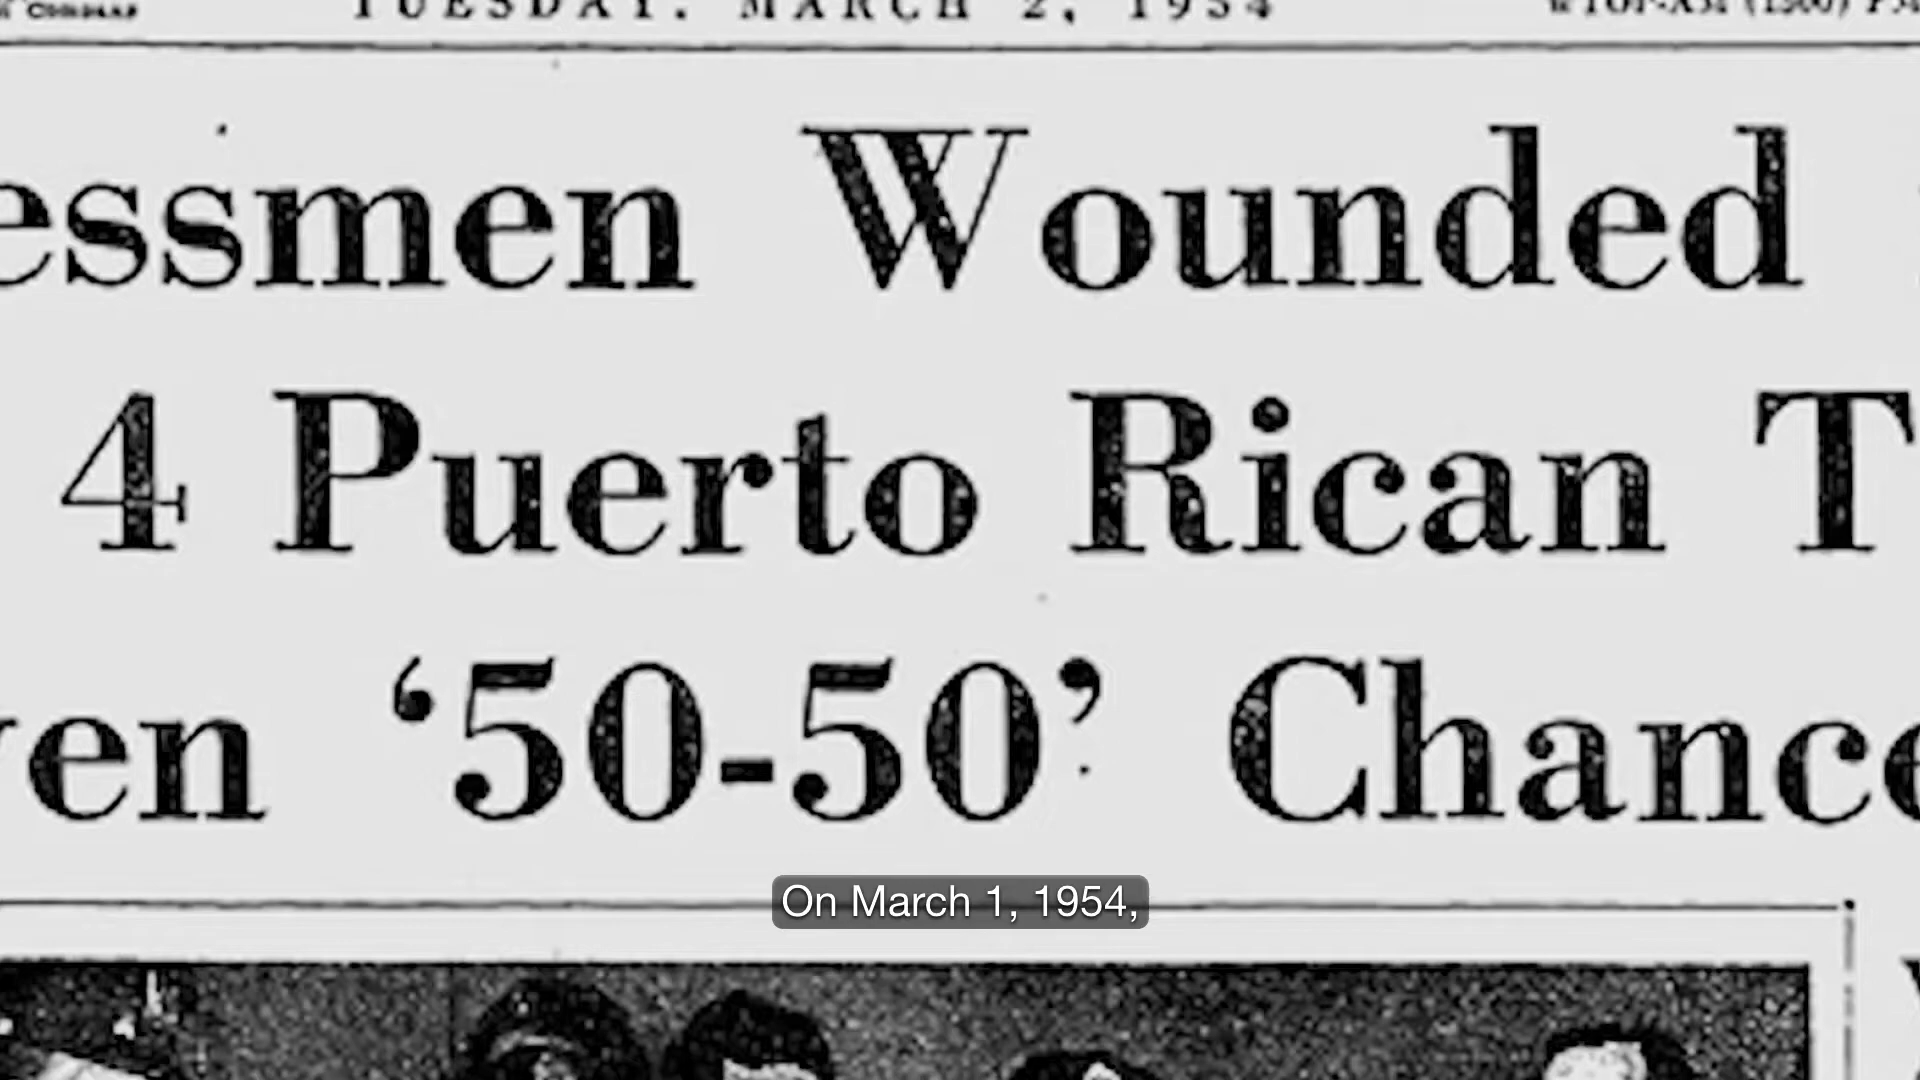 TUESDAY, MARCH 2, 1954
essmen Wounded
4 Puerto Rican T
en ‘50-50’ Chance
On March 1, 1954,